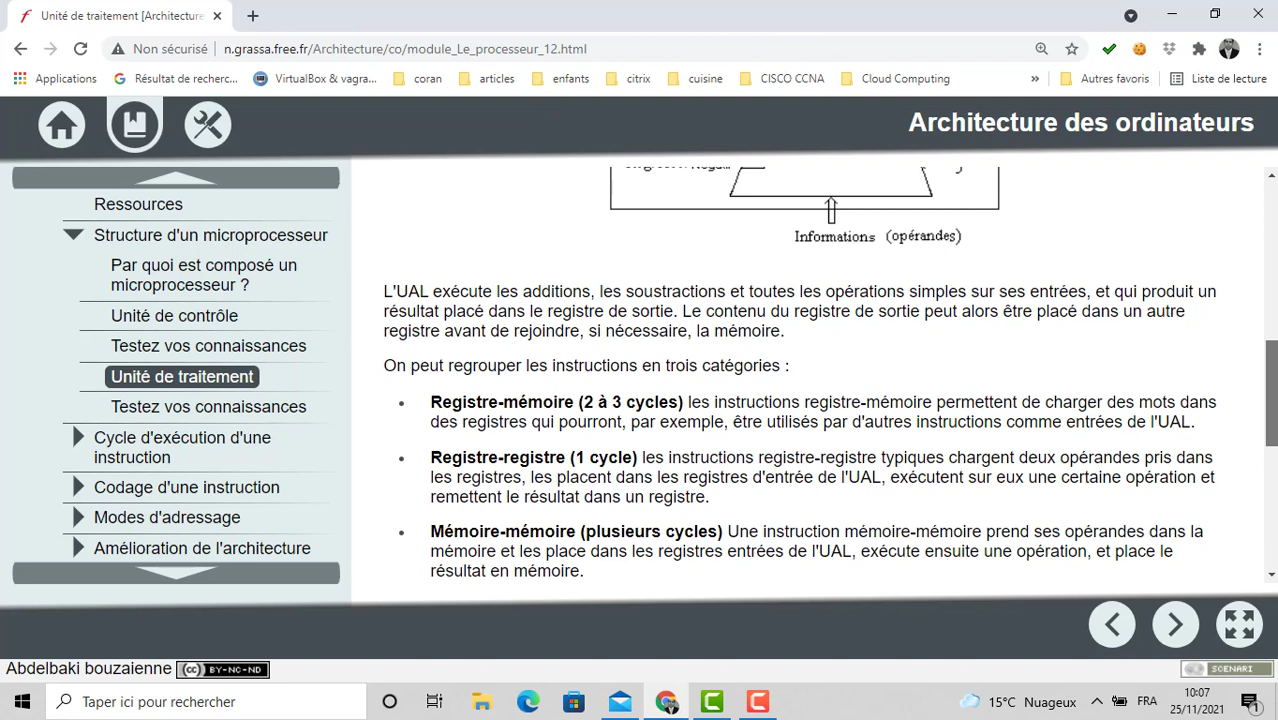 Unité de traitement [Architecture
Non sécurisé
n.grassa.free.fr/Architecture/co/module_Le_processeur_12.html
Applications
Résultat de recherc...
VirtualBox & vagra...
coran
articles
enfants
citrix
cuisine
CISCO CCNA
Cloud Computing
»
Autres favoris
Liste de lecture
Architecture des ordinateurs
Ressources
Structure d'un microprocesseur
Par quoi est composé un
microprocesseur ?
Unité de contrôle
Testez vos connaissances
Unité de traitement
Testez vos connaissances
Cycle d'exécution d'une
instruction
Codage d'une instruction
Modes d'adressage
Amélioration de l'architecture
Informations (opérandes)
L'UAL exécute les additions, les soustractions et toutes les opérations simples sur ses entrées, et qui produit un
résultat placé dans le registre de sortie. Le contenu du registre de sortie peut alors être placé dans un autre
registre avant de rejoindre, si nécessaire, la mémoire.
On peut regrouper les instructions en trois catégories :
• Registre-mémoire (2 à 3 cycles) les instructions registre-mémoire permettent de charger des mots dans
des registres qui pourront, par exemple, être utilisés par d'autres instructions comme entrées de l'UAL.
• Registre-registre (1 cycle) les instructions registre-registre typiques chargent deux opérandes pris dans
les registres, les placent dans les registres d'entrée de l'UAL, exécutent sur eux une certaine opération et
remettent le résultat dans un registre.
• Mémoire-mémoire (plusieurs cycles) Une instruction mémoire-mémoire prend ses opérandes dans la
mémoire et les place dans les registres entrées de l'UAL, exécute ensuite une opération, et place le
résultat en mémoire.
Abdelbaki bouzaienne
cc BY-NC-ND
SCENARI
Taper ici pour rechercher
15°C Nuageux
FRA
10:07
25/11/2021
1